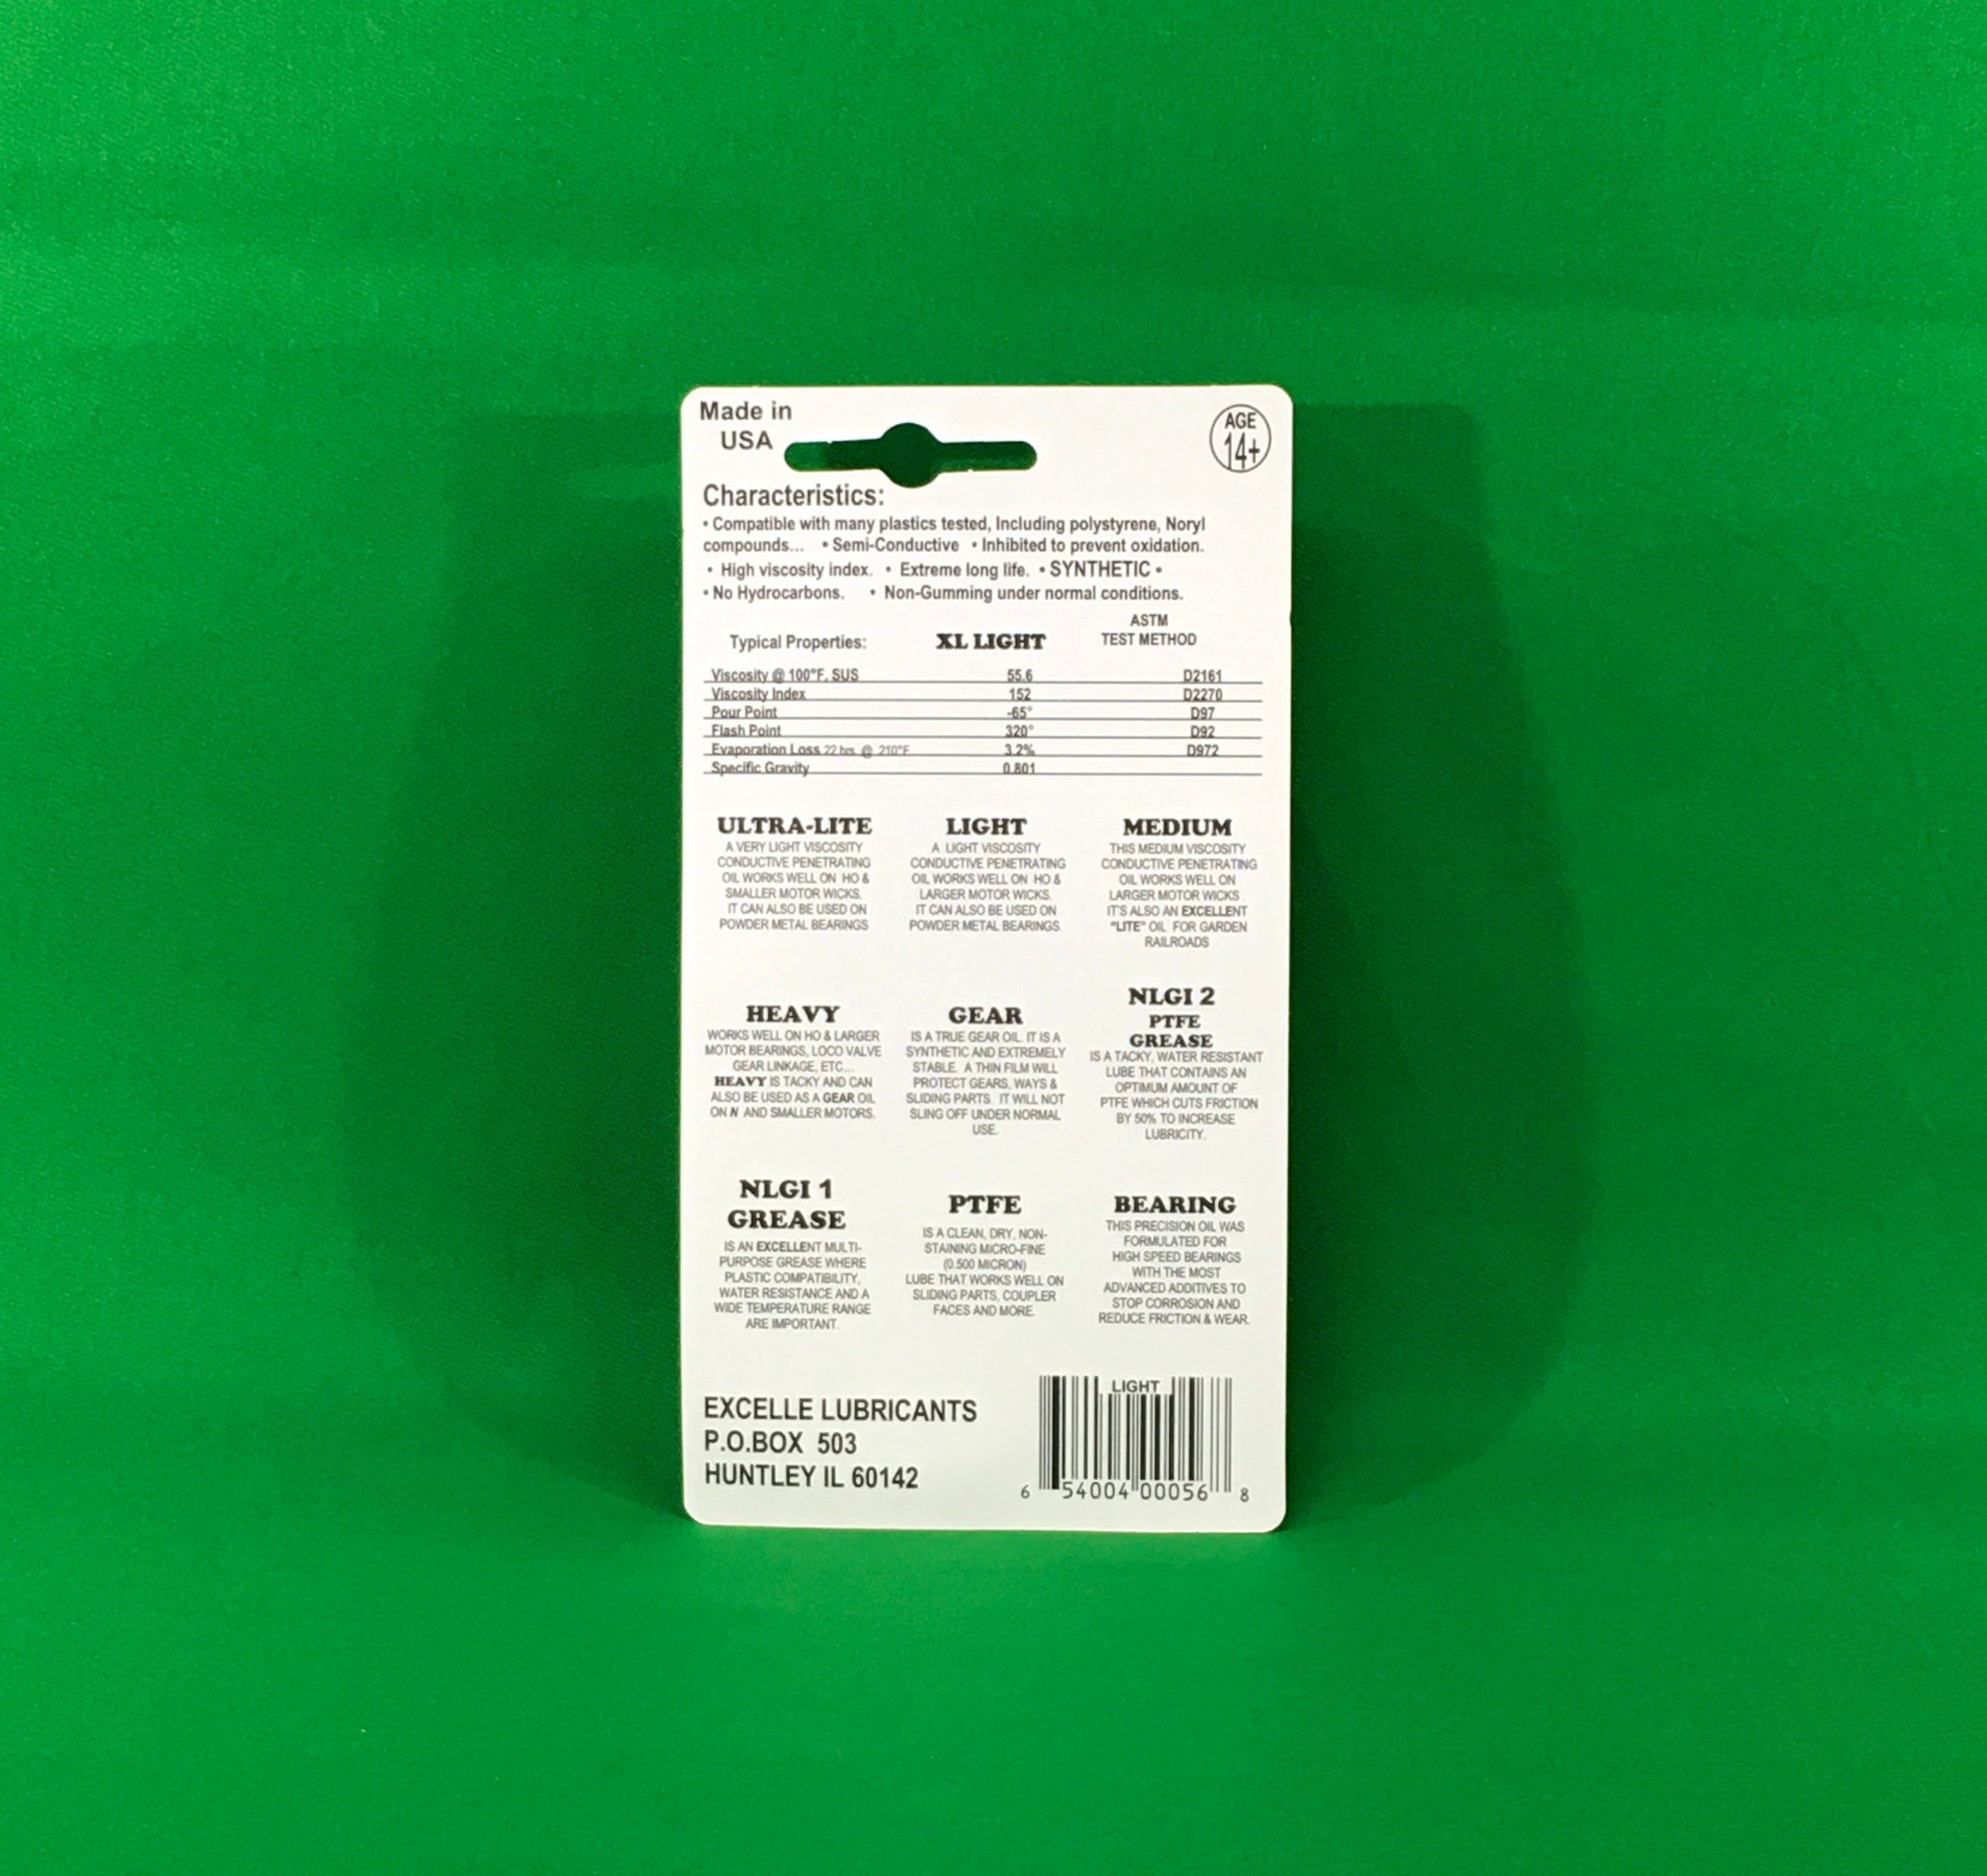 Made in
USA
AGE
14+
Characteristics:
• Compatible with many plastics tested, Including polystyrene, Noryl
compounds... • Semi-Conductive • Inhibited to prevent oxidation.
• High viscosity index. • Extreme long life. • SYNTHETIC •
• No Hydrocarbons. • Non-Gumming under normal conditions.
Typical Properties: XL LIGHT ASTM
TEST METHOD
Viscosity @ 100°F, SUS 55.6 D2161
Viscosity Index 152 D2270
Pour Point -65° D97
Flash Point 320° D92
Evaporation Loss 22 hrs. @ 210°F 3.2% D972
Specific Gravity 0.801
ULTRA-LITE
A VERY LIGHT VISCOSITY
CONDUCTIVE PENETRATING
OIL WORKS WELL ON HO &
SMALLER MOTOR WICKS.
IT CAN ALSO BE USED ON
POWDER METAL BEARINGS
LIGHT
A LIGHT VISCOSITY
CONDUCTIVE PENETRATING
OIL WORKS WELL ON HO &
LARGER MOTOR WICKS.
IT CAN ALSO BE USED ON
POWDER METAL BEARINGS.
MEDIUM
THIS MEDIUM VISCOSITY
CONDUCTIVE PENETRATING
OIL WORKS WELL ON
LARGER MOTOR WICKS.
IT'S ALSO AN EXCELLENT
"LITE" OIL FOR GARDEN
RAILROADS
HEAVY
WORKS WELL ON HO & LARGER
MOTOR BEARINGS, LOCO VALVE
GEAR LINKAGE, ETC...
HEAVY IS TACKY AND CAN
ALSO BE USED AS A GEAR OIL
ON N AND SMALLER MOTORS.
GEAR
IS A TRUE GEAR OIL. IT IS A
SYNTHETIC AND EXTREMELY
STABLE. A THIN FILM WILL
PROTECT GEARS, WAYS &
SLIDING PARTS. IT WILL NOT
SLING OFF UNDER NORMAL
USE.
NLGI 2
PTFE
GREASE
IS A TACKY, WATER RESISTANT
LUBE THAT CONTAINS AN
OPTIMUM AMOUNT OF
PTFE WHICH CUTS FRICTION
BY 50% TO INCREASE
LUBRICITY.
NLGI 1
GREASE
IS AN EXCELLENT MULTI-
PURPOSE GREASE WHERE
PLASTIC COMPATIBILITY,
WATER RESISTANCE AND A
WIDE TEMPERATURE RANGE
ARE IMPORTANT.
PTFE
IS A CLEAN, DRY, NON-
STAINING MICRO-FINE
(0.500 MICRON)
LUBE THAT WORKS WELL ON
SLIDING PARTS, COUPLER
FACES AND MORE.
BEARING
THIS PRECISION OIL WAS
FORMULATED FOR
HIGH SPEED BEARINGS
WITH THE MOST
ADVANCED ADDITIVES TO
STOP CORROSION AND
REDUCE FRICTION & WEAR.
EXCELLE LUBRICANTS
P.O.BOX 503
HUNTLEY IL 60142
LIGHT
6 54004 00056 8